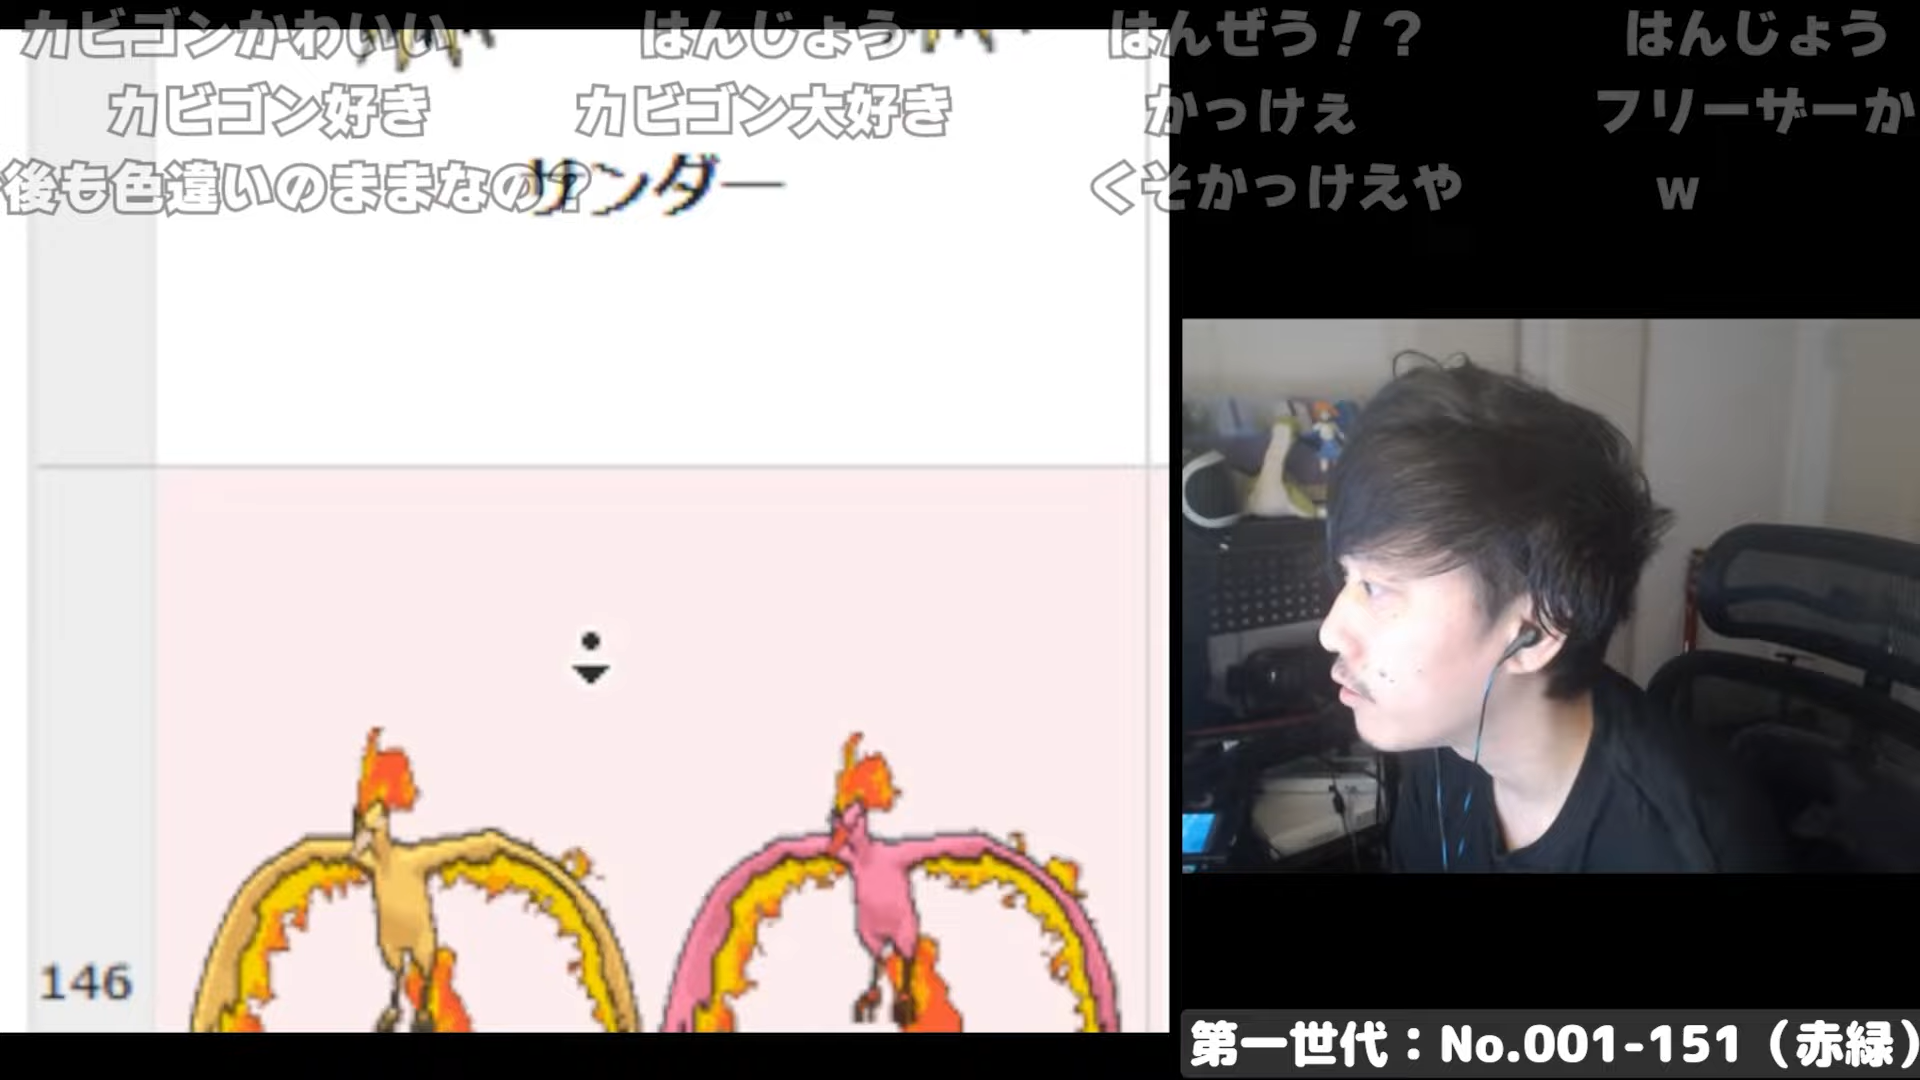 カビゴンかわいい はんじょう はんぜう！？ はんじょう
カビゴン好き カビゴン大好き かっけぇ フリーザーか
後も色違いのままなの？ くそかっけえや w
サンダー
146
第一世代：No.001-151（赤緑）